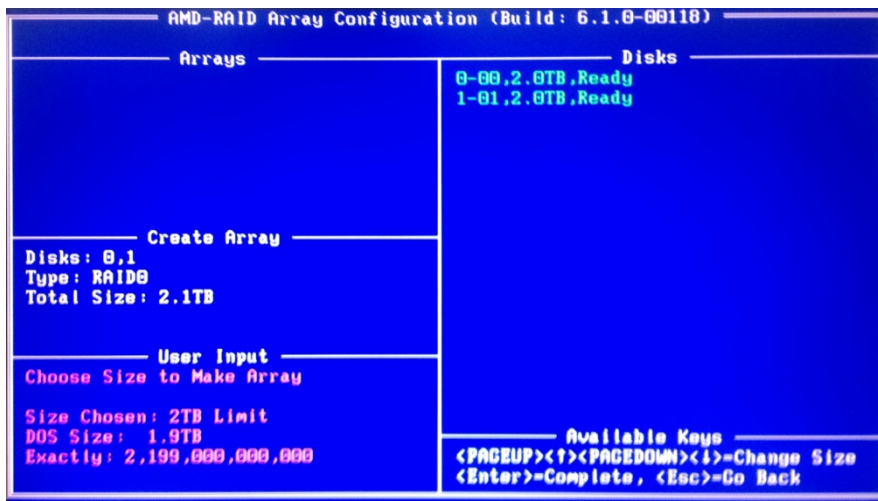 AMD-RAID Array Configuration (Build: 6.1.0-00118)
Arrays
Create Array
Disks: 0,1
Type: RAID0
Total Size: 2.1TB
User Input
Choose Size to Make Array
Size Chosen: 2TB Limit
DOS Size: 1.9TB
Exactly: 2,199,000,000,000
Disks
0-00,2.0TB,Ready
1-01,2.0TB,Ready
Available Keys
<PAGEUP><↑><PAGEDOWN><↓>=Change Size
<Enter>=Complete, <Esc>=Go Back